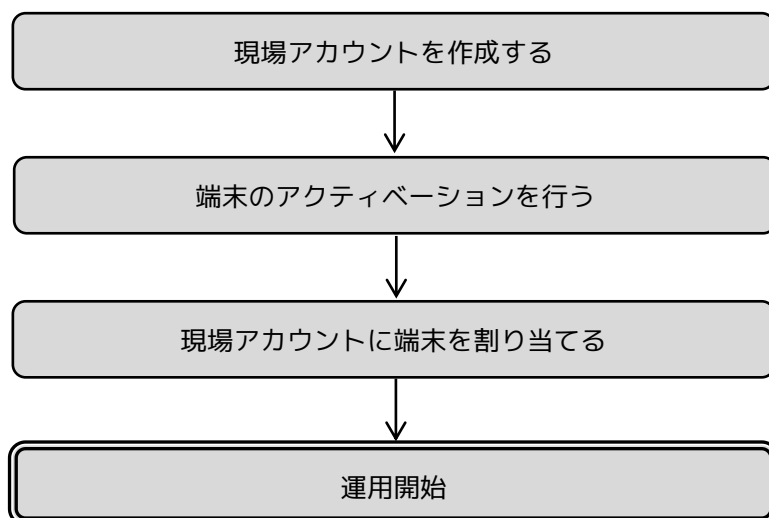 現場アカウントを作成する
端末のアクティベーションを行う
現場アカウントに端末を割り当てる
運用開始